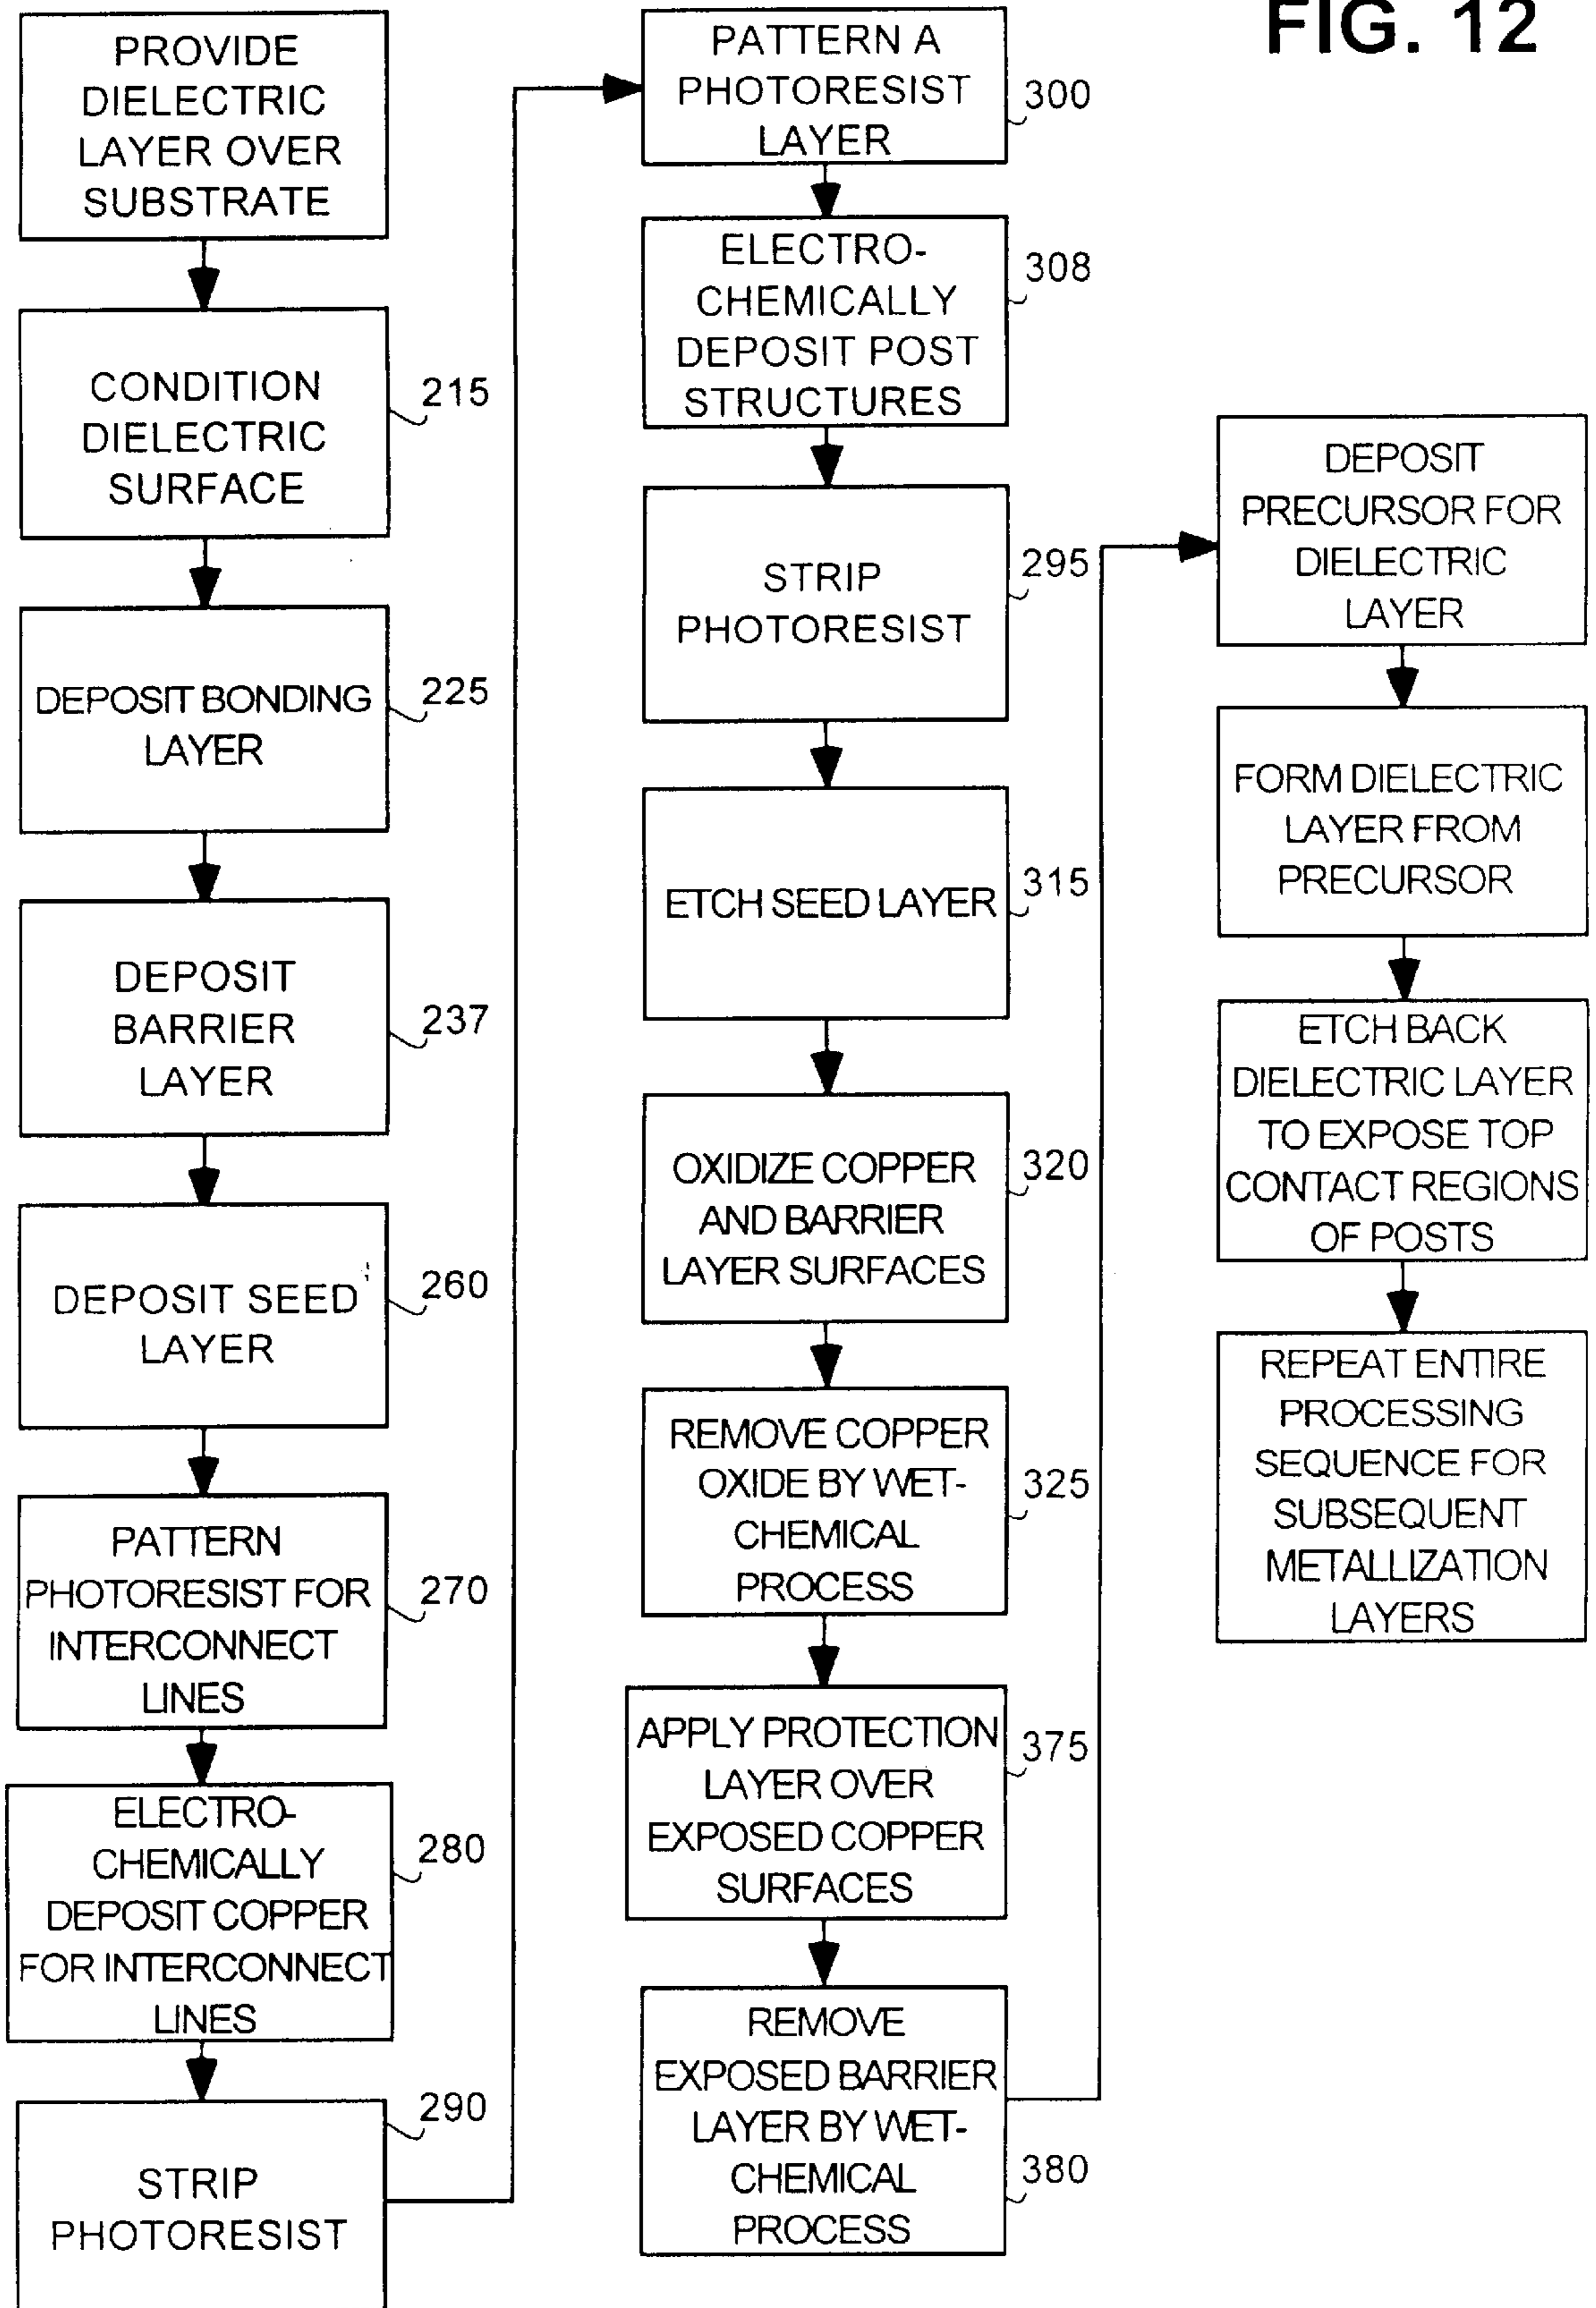 FIG. 12
PROVIDE
DIELECTRIC
LAYER OVER
SUBSTRATE
CONDITION
DIELECTRIC
SURFACE
215
DEPOSIT BONDING
LAYER
225
DEPOSIT
BARRIER
LAYER
237
DEPOSIT SEED
LAYER
260
PATTERN
PHOTORESIST FOR
INTERCONNECT
LINES
270
ELECTRO-
CHEMICALLY
DEPOSIT COPPER
FOR INTERCONNECT
LINES
280
STRIP
PHOTORESIST
290
PATTERN A
PHOTORESIST
LAYER
300
ELECTRO-
CHEMICALLY
DEPOSIT POST
STRUCTURES
308
STRIP
PHOTORESIST
295
ETCH SEED LAYER
315
OXIDIZE COPPER
AND BARRIER
LAYER SURFACES
320
REMOVE COPPER
OXIDE BY WET-
CHEMICAL
PROCESS
325
APPLY PROTECTION
LAYER OVER
EXPOSED COPPER
SURFACES
375
REMOVE
EXPOSED BARRIER
LAYER BY WET-
CHEMICAL
PROCESS
380
DEPOSIT
PRECURSOR FOR
DIELECTRIC
LAYER
FORM DIELECTRIC
LAYER FROM
PRECURSOR
ETCH BACK
DIELECTRIC LAYER
TO EXPOSE TOP
CONTACT REGIONS
OF POSTS
REPEAT ENTIRE
PROCESSING
SEQUENCE FOR
SUBSEQUENT
METALLIZATION
LAYERS